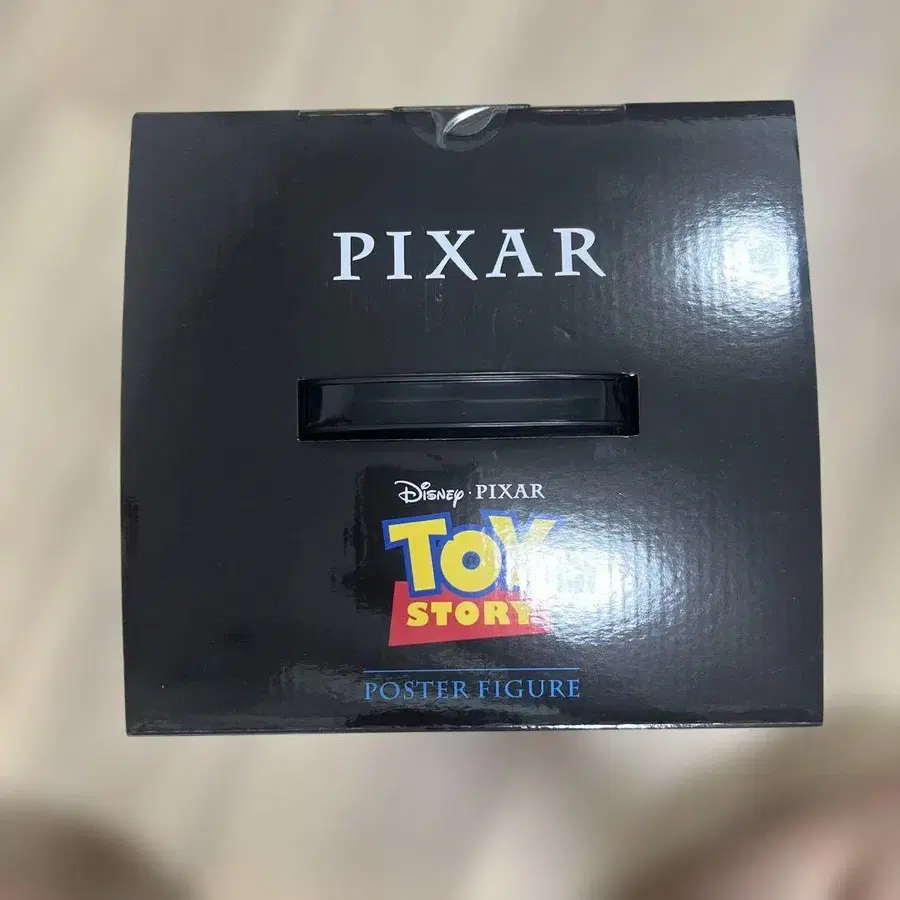 PIXAR
Disney · PIXAR
TOY
STORY
POSTER FIGURE